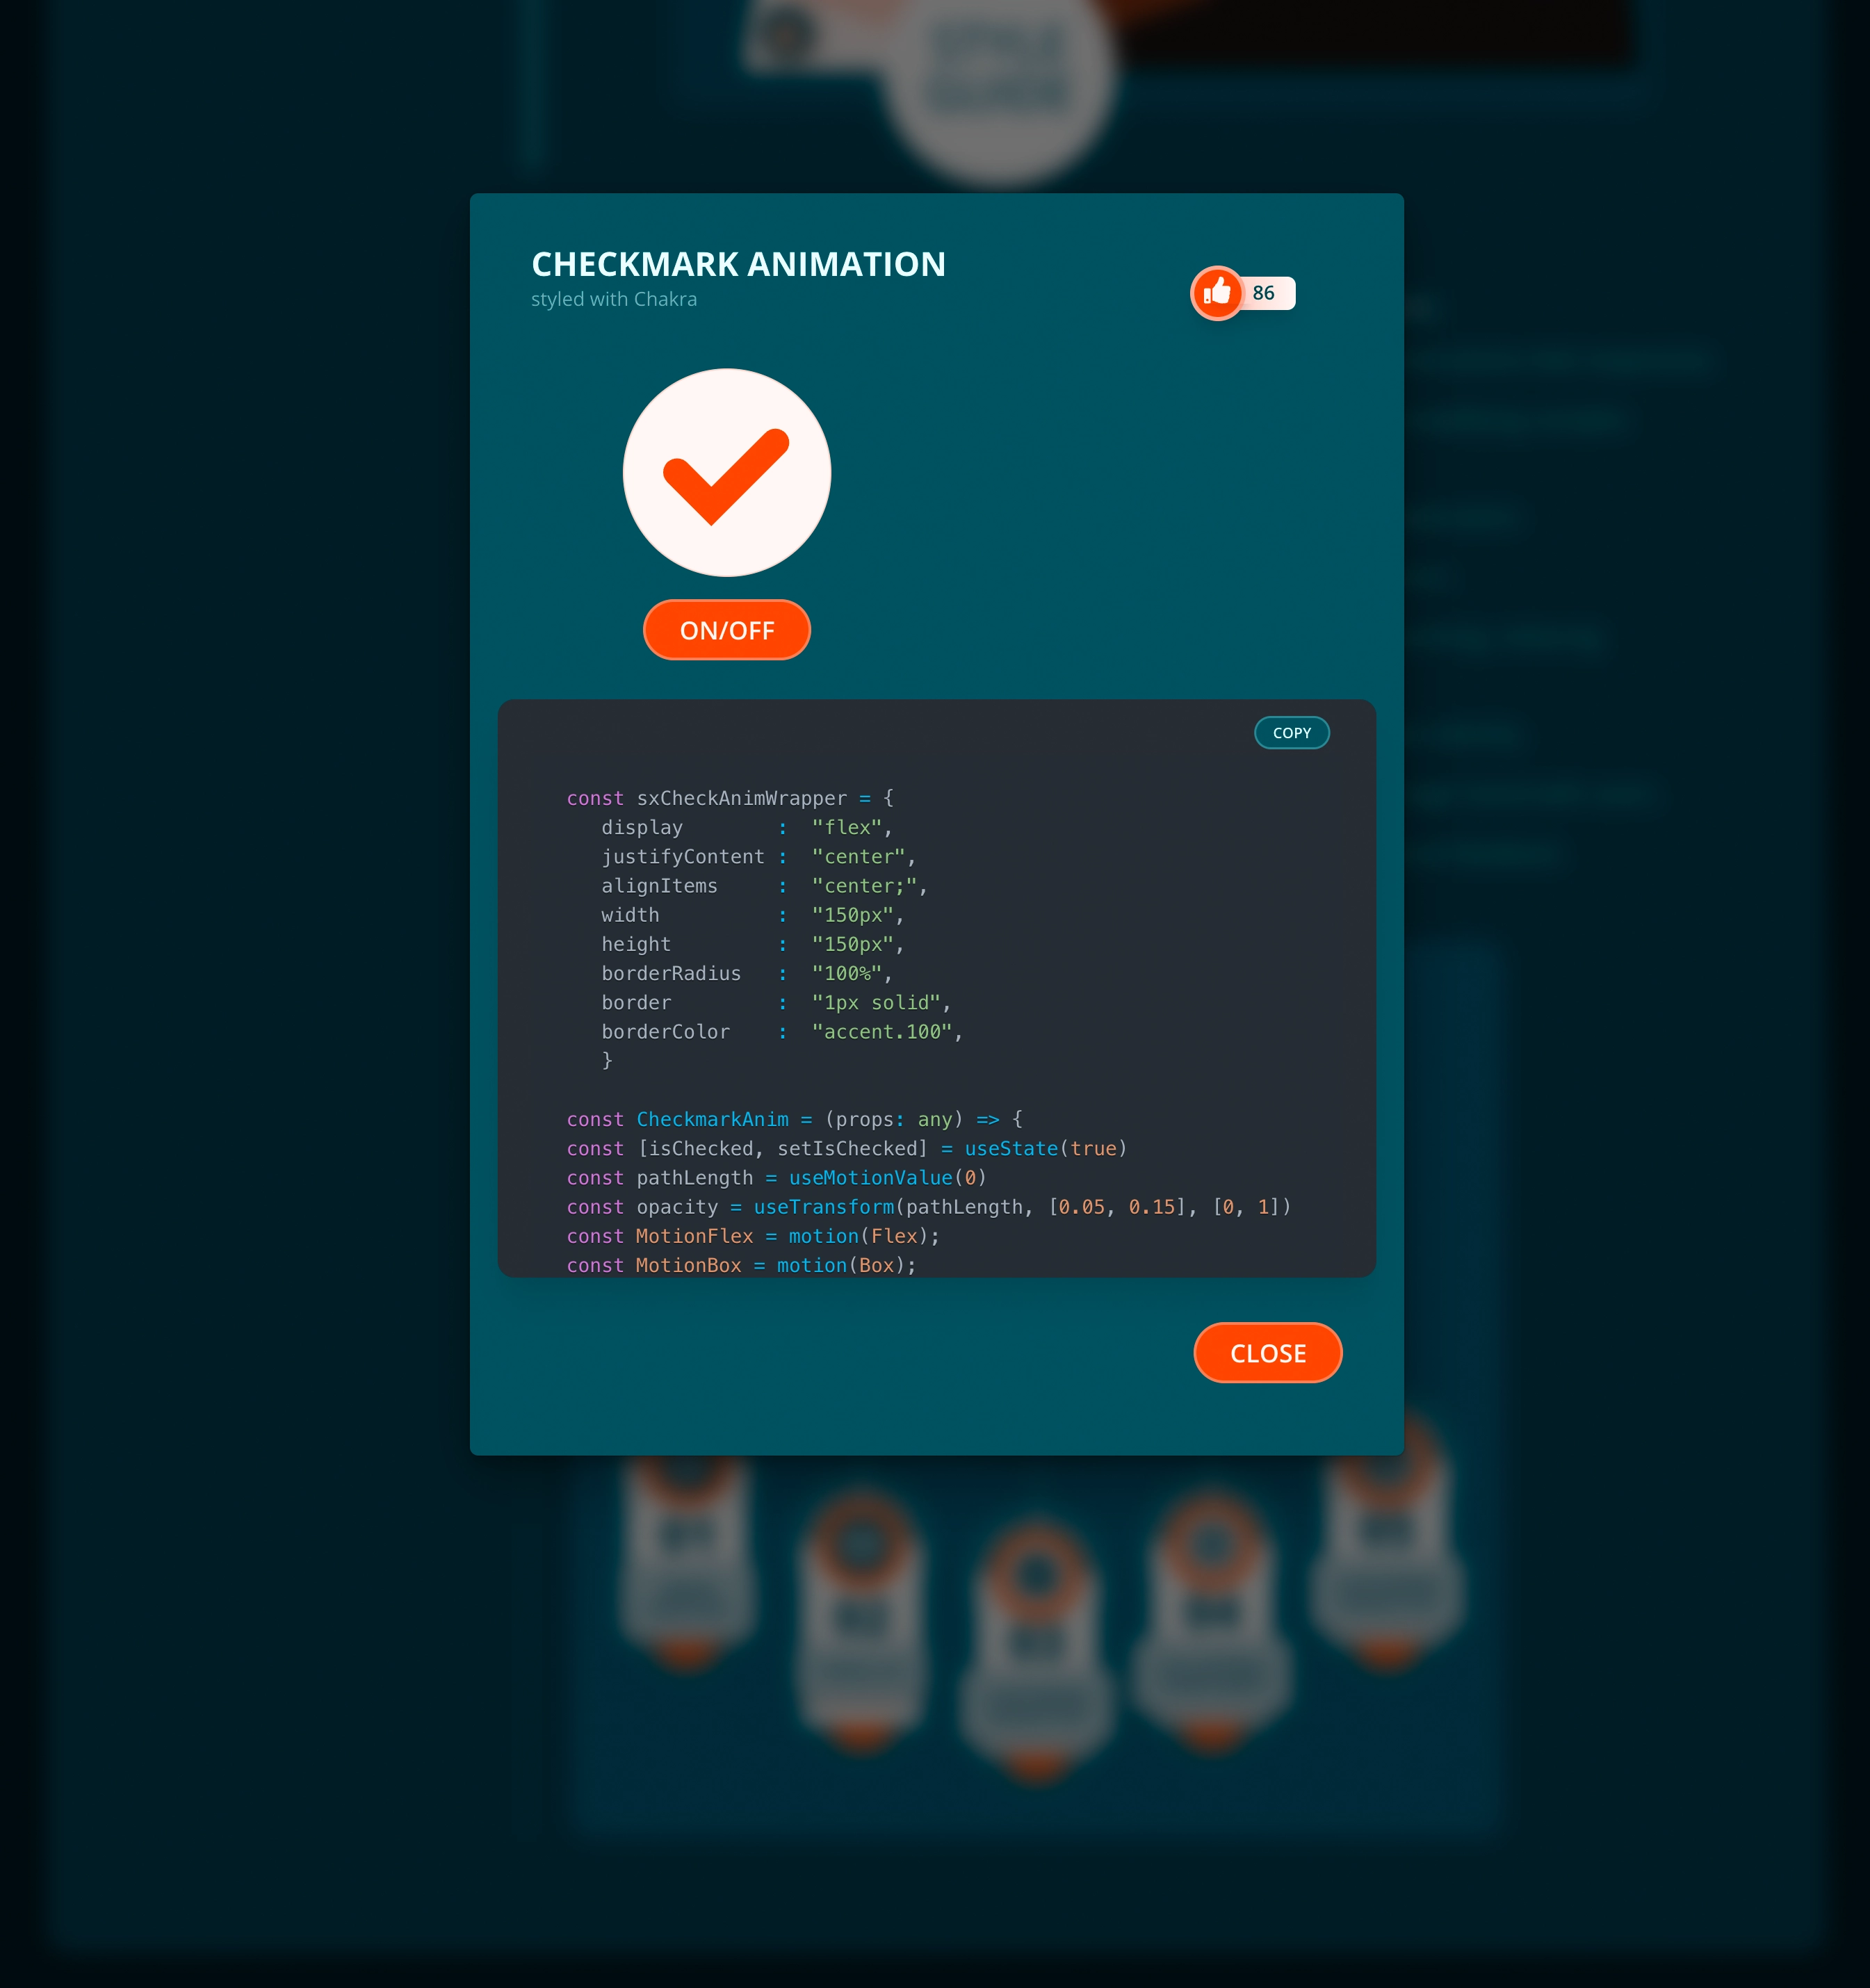 STYLE
GUIDE
CHECKMARK ANIMATION
styled with Chakra
86
ON/OFF
COPY
const sxCheckAnimWrapper = {
   display        :  "flex",
   justifyContent :  "center",
   alignItems     :  "center;",
   width          :  "150px",
   height         :  "150px",
   borderRadius   :  "100%",
   border         :  "1px solid",
   borderColor    :  "accent.100",
   }
const CheckmarkAnim = (props: any) => {
const [isChecked, setIsChecked] = useState(true)
const pathLength = useMotionValue(0)
const opacity = useTransform(pathLength, [0.05, 0.15], [0, 1])
const MotionFlex = motion(Flex);
const MotionBox = motion(Box);
CLOSE